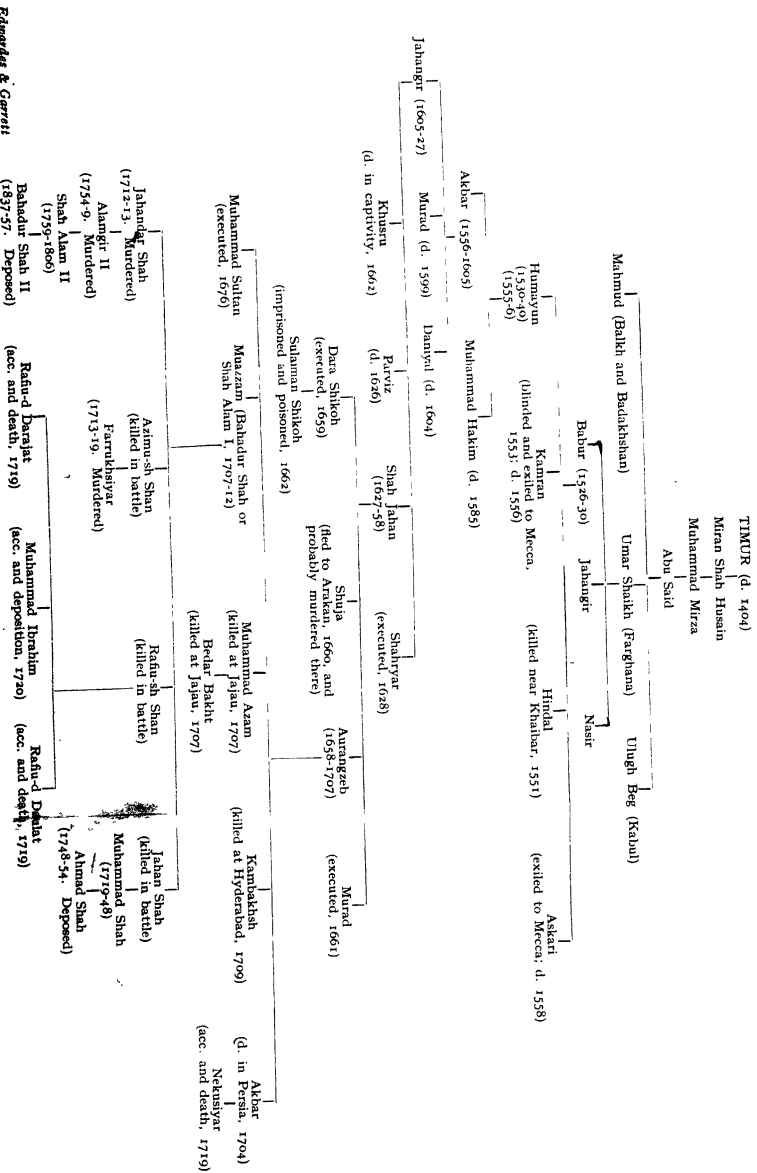 TIMUR (d. 1404)
Miran Shah Husain
Muhammad Mirza
Abu Said
Mahmud (Balkh and Badakhshan)
Umar Shaikh (Farghana)
Ulugh Beg (Kabul)
Babur (1526-30)
Jahangir
Nasir
Humayun
(1530-40)
(1555-6)
Kamran
(blinded and exiled to Mecca,
1553; d. 1556)
Hindal
(killed near Khaibar, 1551)
Askari
(exiled to Mecca; d. 1558)
Akbar (1556-1605)
Muhammad Hakim (d. 1585)
Jahangir (1605-27)
Murad (d. 1599)
Daniyal (d. 1604)
Khusru
(d. in captivity, 1662)
Parviz
(d. 1626)
Shah Jahan
(1627-58)
Shahryar
(executed, 1628)
Dara Shikoh
(executed, 1659)
Sulaiman Shikoh
(imprisoned and poisoned, 1662)
Shuja
(fled to Arakan, 1660, and
probably murdered there)
Aurangzeb
(1658-1707)
Murad
(executed, 1661)
Muhammad Sultan
(executed, 1676)
Muazzam (Bahadur Shah or
Shah Alam I, 1707-12)
Muhammad Azam
(killed at Jajau, 1707)
Bedar Bakht
(killed at Jajau, 1707)
Kambakhsh
(killed at Hyderabad, 1709)
Akbar
(d. in Persia, 1704)
Nekusiyar
(acc. and death, 1719)
Jahandar Shah
(1712-13. Murdered)
Alamgir II
(1754-9. Murdered)
Shah Alam II
(1759-1806)
Bahadur Shah II
(1837-57. Deposed)
Azimu-sh Shan
(killed in battle)
Farrukhsiyar
(1713-19. Murdered)
Rafiu-sh Shan
(killed in battle)
Jahan Shah
(killed in battle)
Muhammad Shah
(1719-48)
Ahmad Shah
(1748-54. Deposed)
Rafiu-d Darajat
(acc. and death, 1719)
Muhammad Ibrahim
(acc. and deposition, 1720)
Rafiu-d Daulat
(acc. and death, 1719)
Edwardes & Garrett